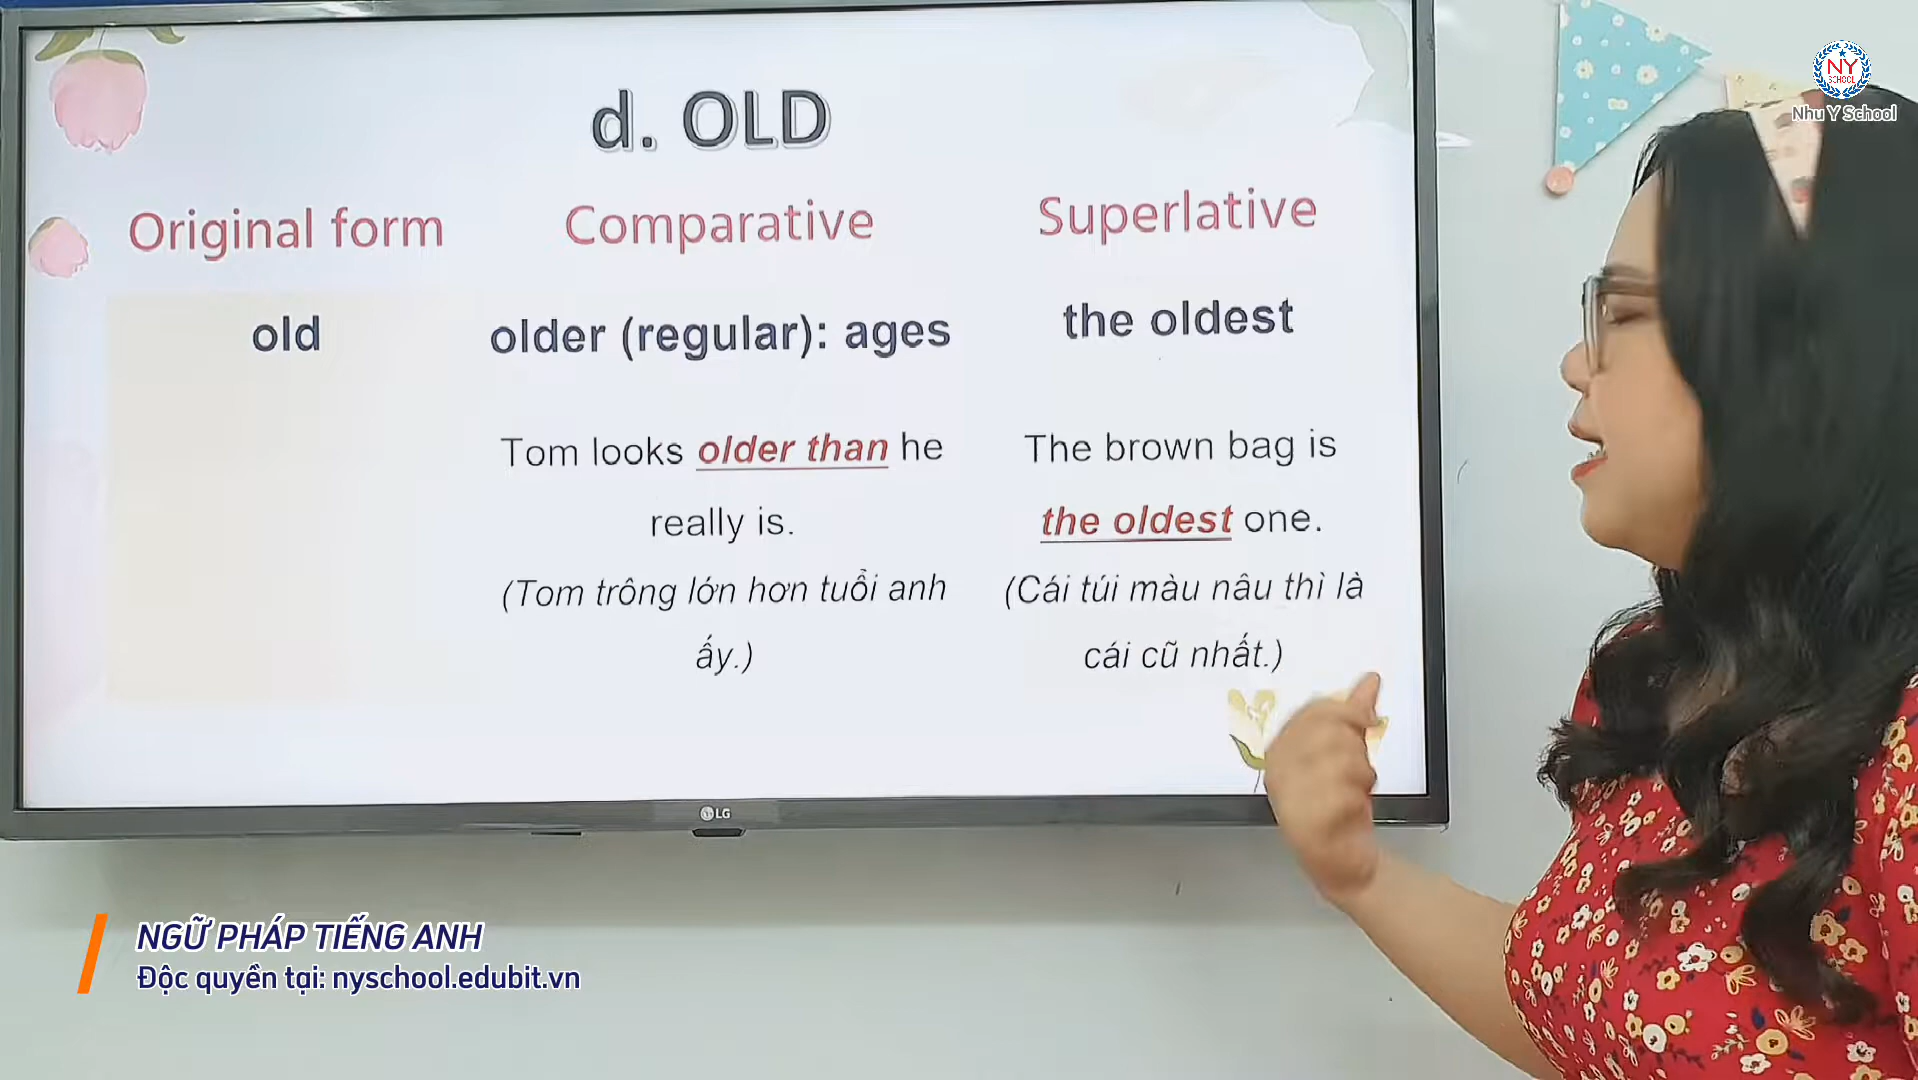 d. OLD
Original form
Comparative
Superlative
old
older (regular): ages
the oldest
Tom looks older than he
really is.
(Tom trông lớn hơn tuổi anh
ấy.)
The brown bag is
the oldest one.
(Cái túi màu nâu thì là
cái cũ nhất.)
LG
NY
SCHOOL
Nhu Y School
NGỮ PHÁP TIẾNG ANH
Độc quyền tại: nyschool.edubit.vn